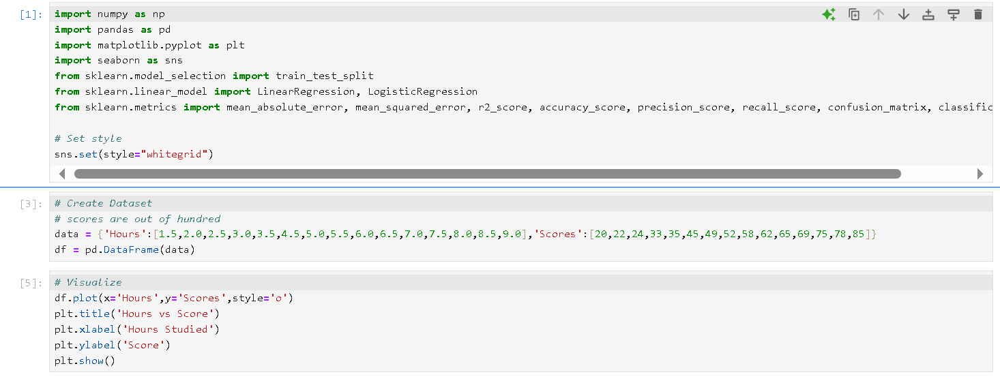 [1]:
import numpy as np
import pandas as pd
import matplotlib.pyplot as plt
import seaborn as sns
from sklearn.model_selection import train_test_split
from sklearn.linear_model import LinearRegression, LogisticRegression
from sklearn.metrics import mean_absolute_error, mean_squared_error, r2_score, accuracy_score, precision_score, recall_score, confusion_matrix, classific
# Set style
sns.set(style="whitegrid")
[3]:
# Create Dataset
# scores are out of hundred
data = {'Hours':[1.5,2.0,2.5,3.0,3.5,4.5,5.0,5.5,6.0,6.5,7.0,7.5,8.0,8.5,9.0],'Scores':[20,22,24,33,35,45,49,52,58,62,65,69,75,78,85]}
df = pd.DataFrame(data)
[5]:
# Visualize
df.plot(x='Hours',y='Scores',style='o')
plt.title('Hours vs Score')
plt.xlabel('Hours Studied')
plt.ylabel('Score')
plt.show()